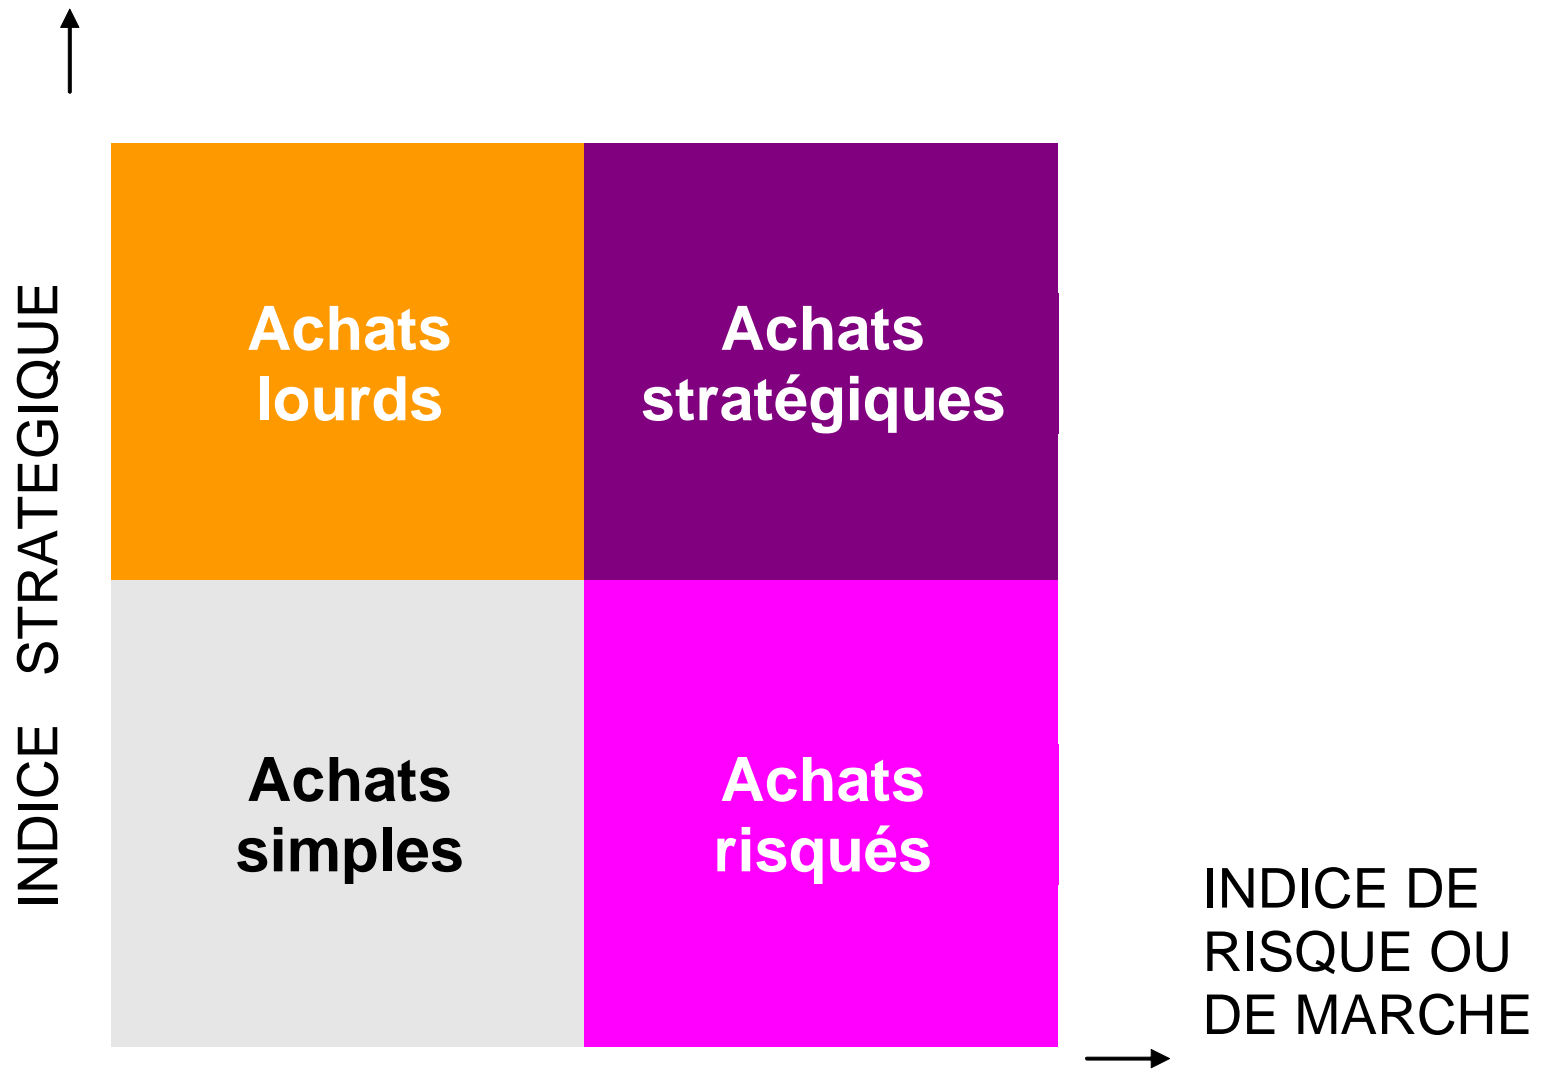 INDICE STRATEGIQUE
Achats
lourds
Achats
stratégiques
Achats
simples
Achats
risqués
INDICE DE
RISQUE OU
DE MARCHE